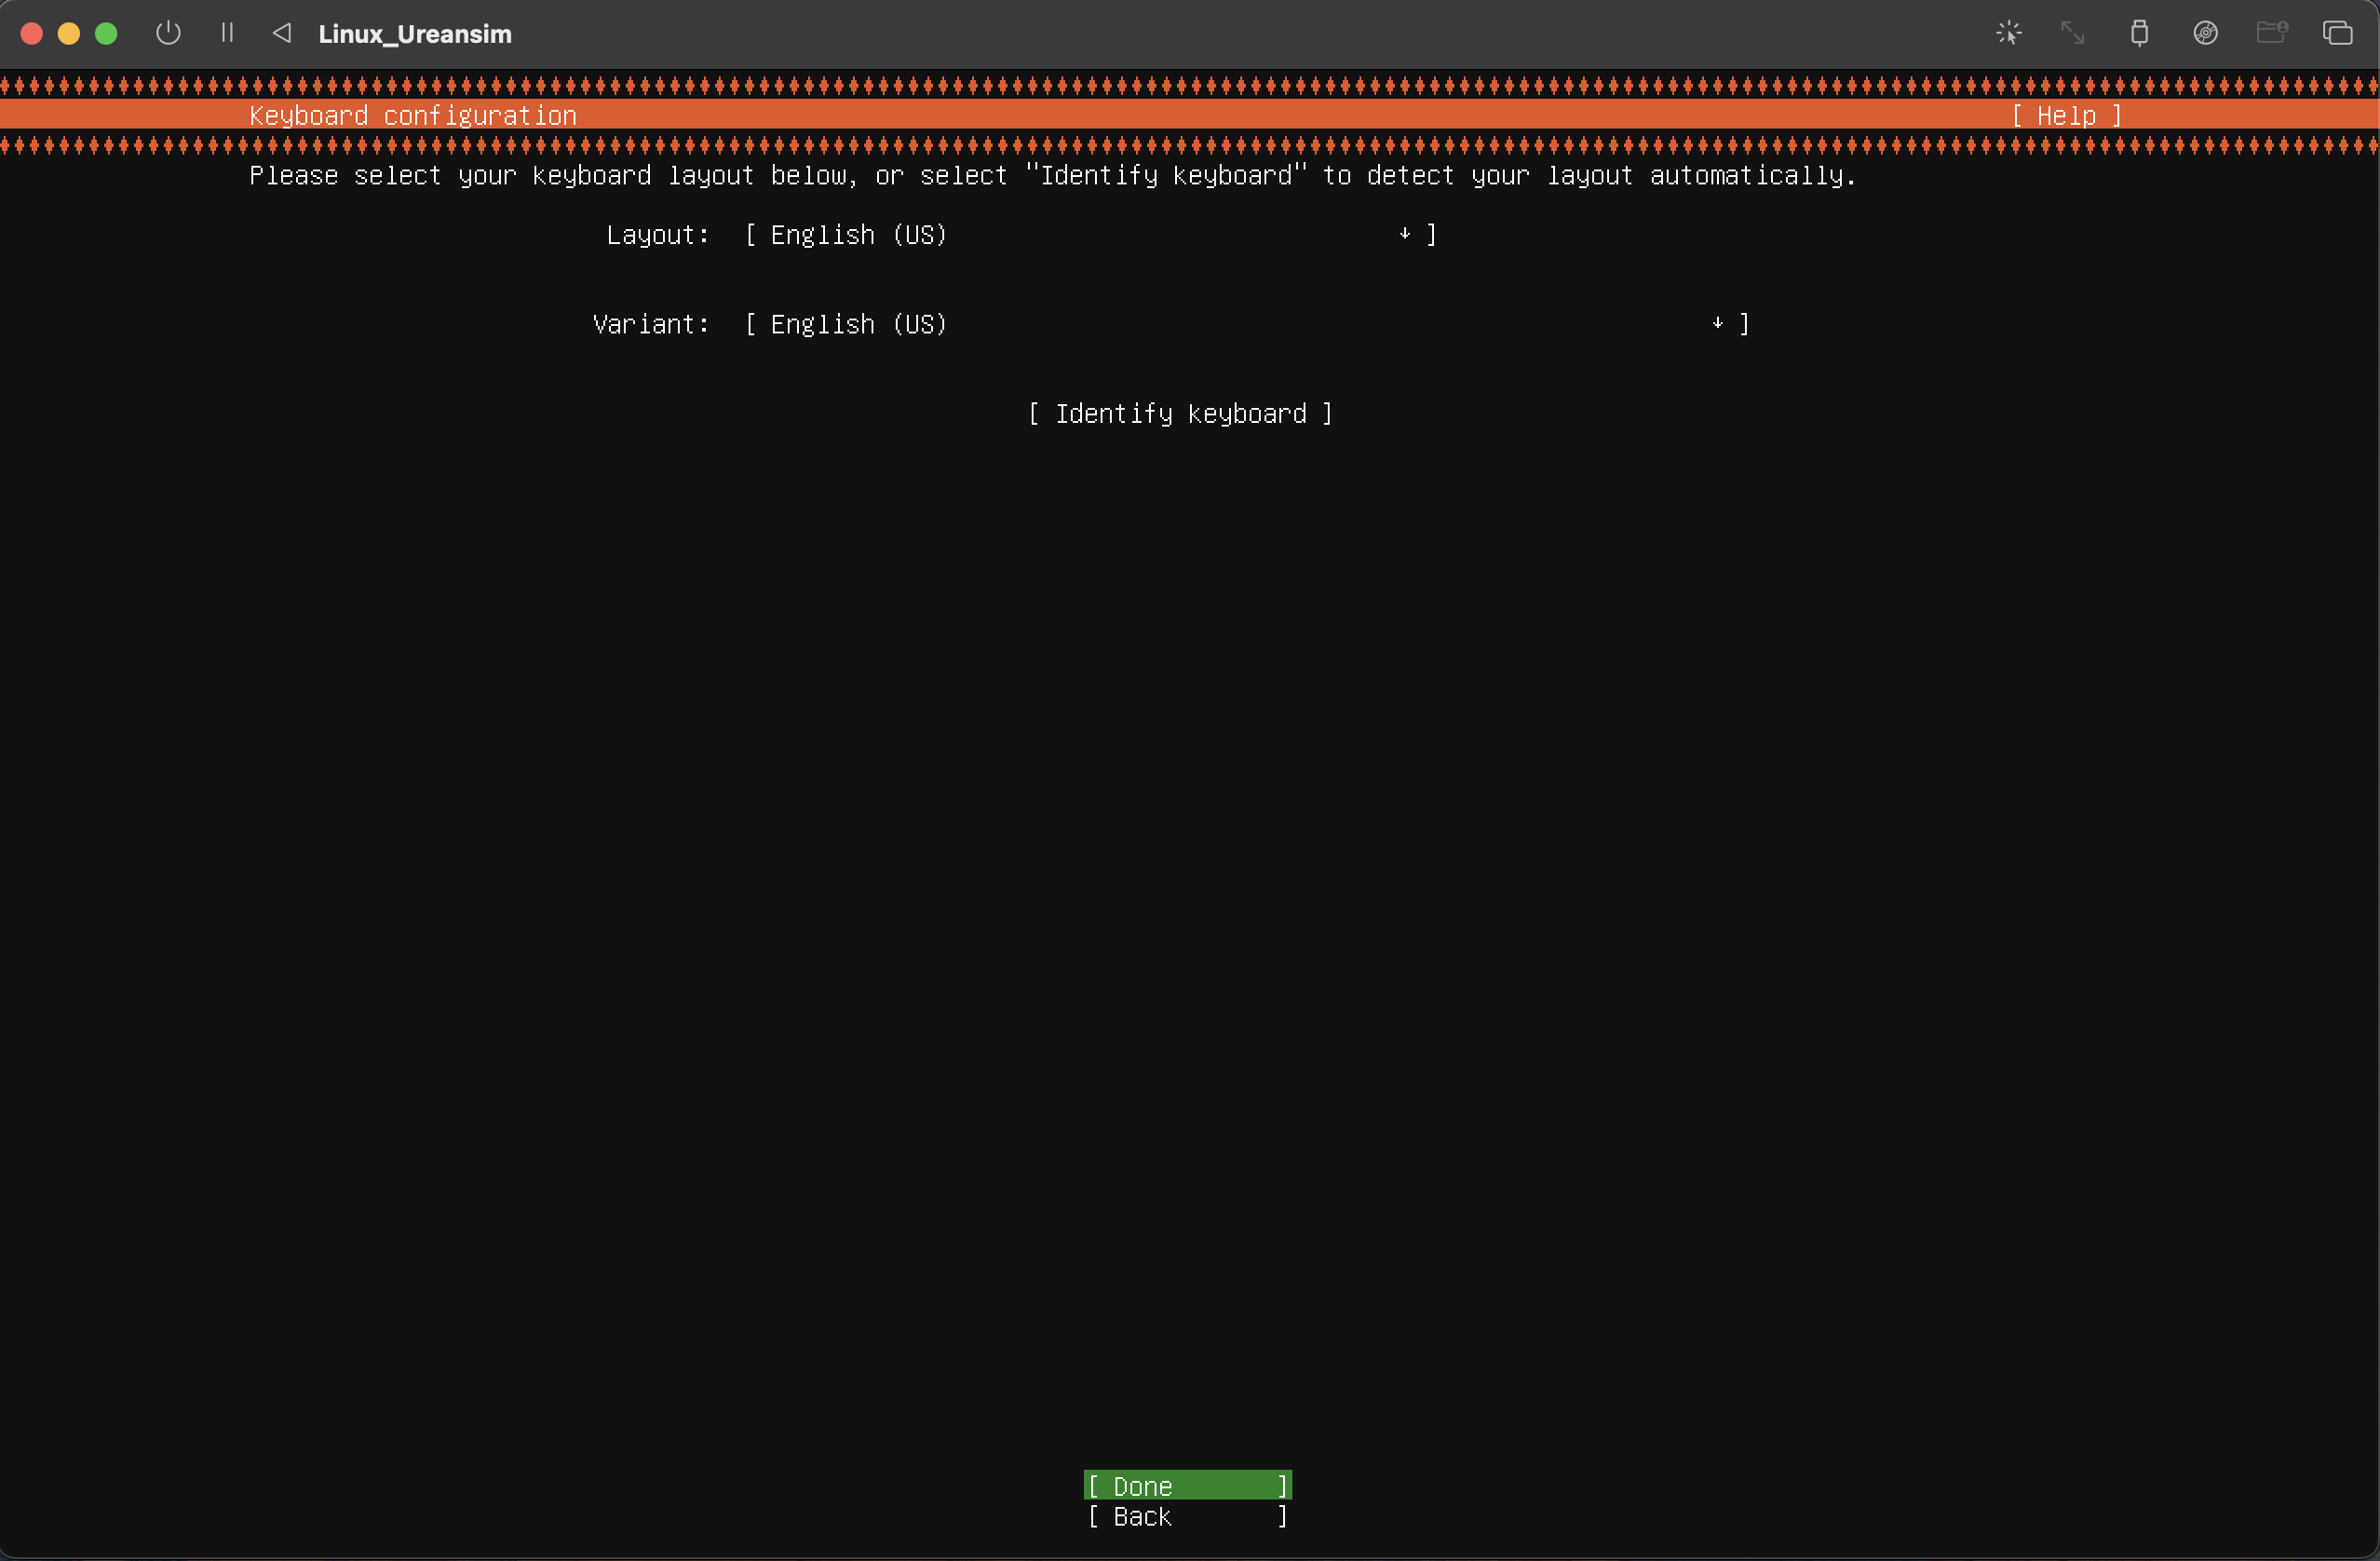 Linux_Ureansim
Keyboard configuration [ Help ]
Please select your keyboard layout below, or select "Identify keyboard" to detect your layout automatically.
Layout: [ English (US) ↓ ]
Variant: [ English (US) ↓ ]
[ Identify keyboard ]
[ Done ]
[ Back ]